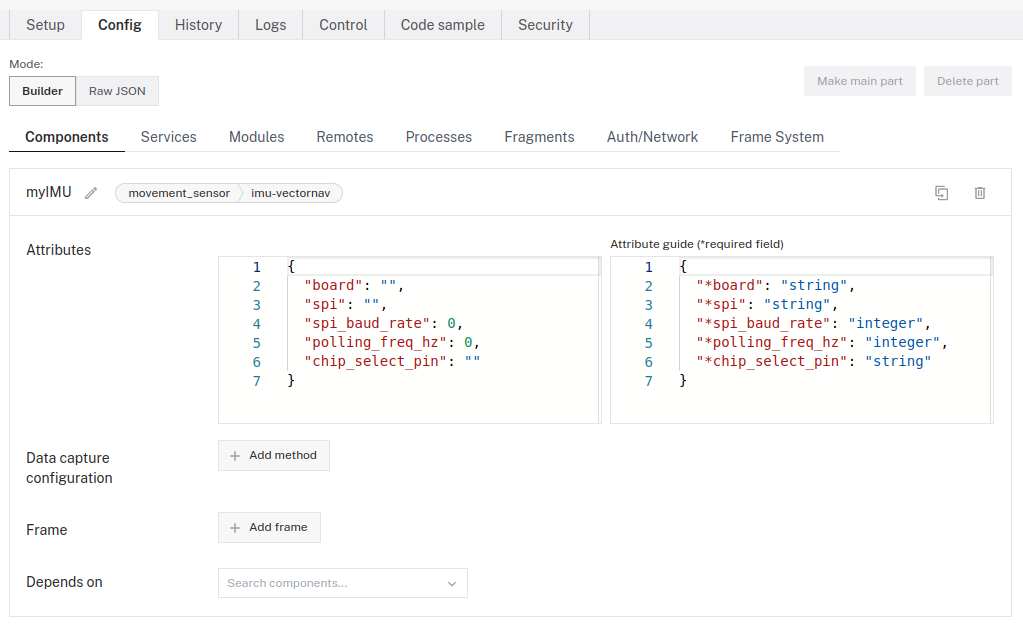 Setup Config History Logs Control Code sample Security
Mode:
Builder Raw JSON
Make main part Delete part
Components Services Modules Remotes Processes Fragments Auth/Network Frame System
myIMU movement_sensor imu-vectornav
Attributes
1 {
2 "board": "",
3 "spi": "",
4 "spi_baud_rate": 0,
5 "polling_freq_hz": 0,
6 "chip_select_pin": ""
7 }
Attribute guide (*required field)
1 {
2 "*board": "string",
3 "*spi": "string",
4 "*spi_baud_rate": "integer",
5 "*polling_freq_hz": "integer",
6 "*chip_select_pin": "string"
7 }
Data capture
configuration
+ Add method
Frame
+ Add frame
Depends on
Search components...